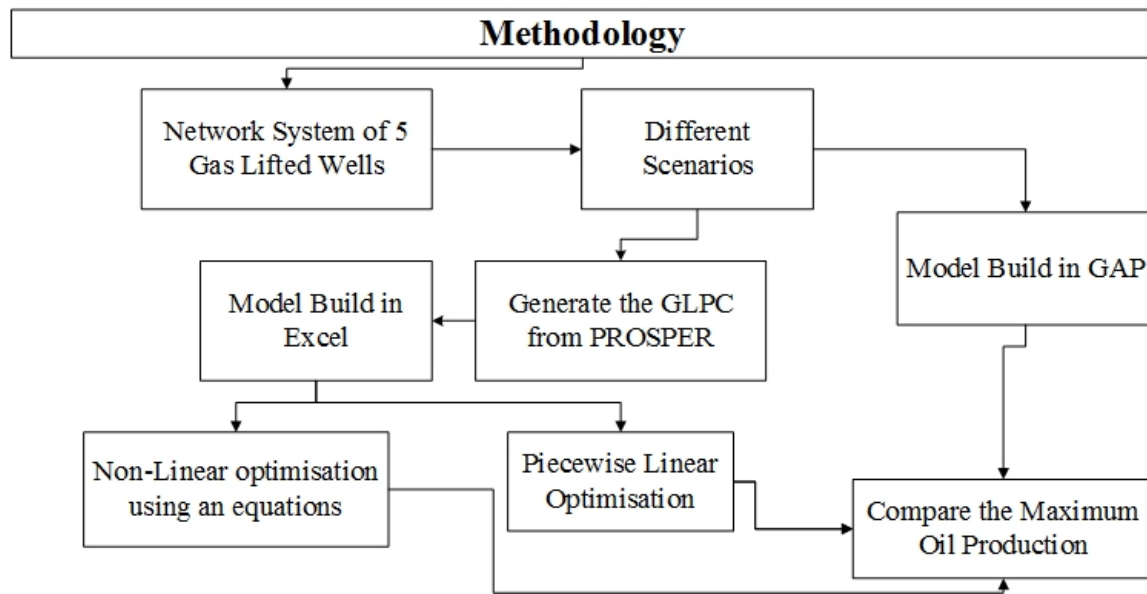 Methodology
Network System of 5
Gas Lifted Wells
Different
Scenarios
Model Build in GAP
Model Build in
Excel
Generate the GLPC
from PROSPER
Non-Linear optimisation
using an equations
Piecewise Linear
Optimisation
Compare the Maximum
Oil Production